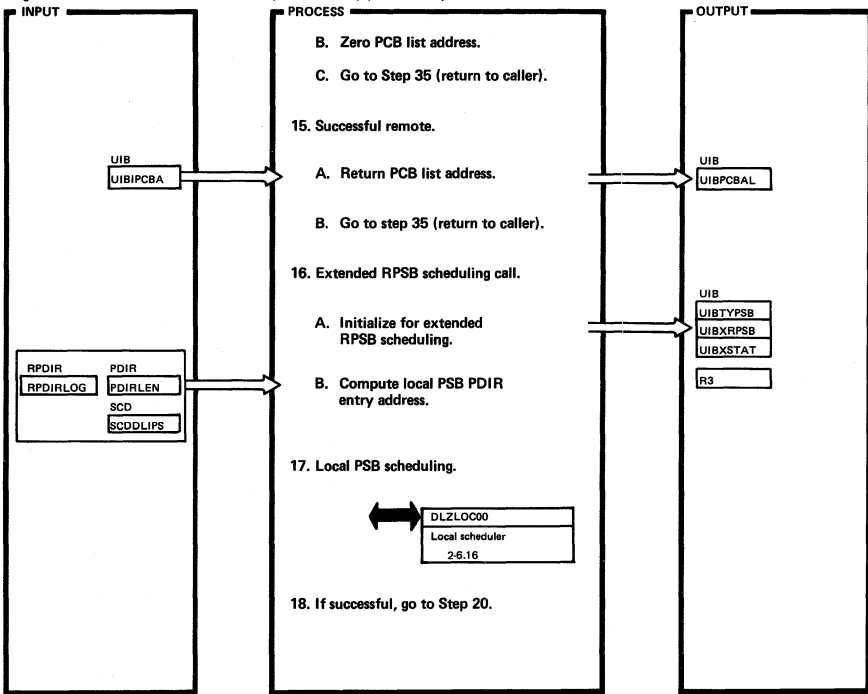 INPUT
PROCESS
OUTPUT
B. Zero PCB list address.
C. Go to Step 35 (return to caller).
15. Successful remote.
UIB
UIBIPCBA
A. Return PCB list address.
UIB
UIBPCBAL
B. Go to step 35 (return to caller).
16. Extended RPSB scheduling call.
A. Initialize for extended
RPSB scheduling.
UIB
UIBTYPSB
UIBXRPSB
UIBXSTAT
RPDIR PDIR
RPDIRLOG PDIRLEN
SCD
SCDDLIPS
B. Compute local PSB PDIR
entry address.
R3
17. Local PSB scheduling.
DLZLOC00
Local scheduler
2-6.16
18. If successful, go to Step 20.